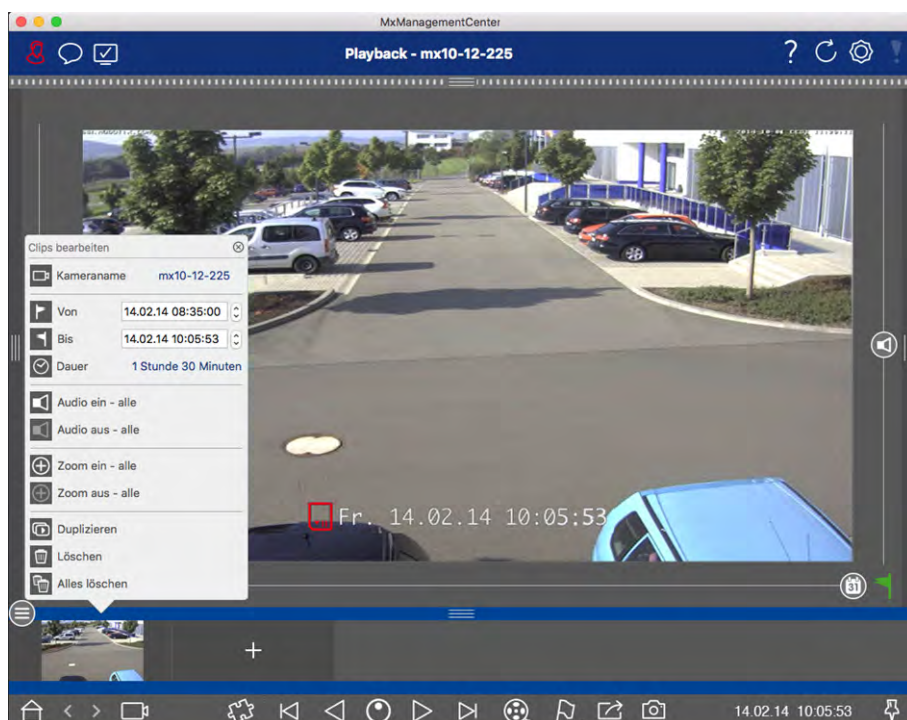 MxManagementCenter
Playback - mx10-12-225
?
Clips bearbeiten
Kameraname mx10-12-225
Von 14.02.14 08:35:00
Bis 14.02.14 10:05:53
Dauer 1 Stunde 30 Minuten
Audio ein - alle
Audio aus - alle
Zoom ein - alle
Zoom aus - alle
Duplizieren
Löschen
Alles löschen
Fr. 14.02.14 10:05:53
31
+
14.02.14 10:05:53